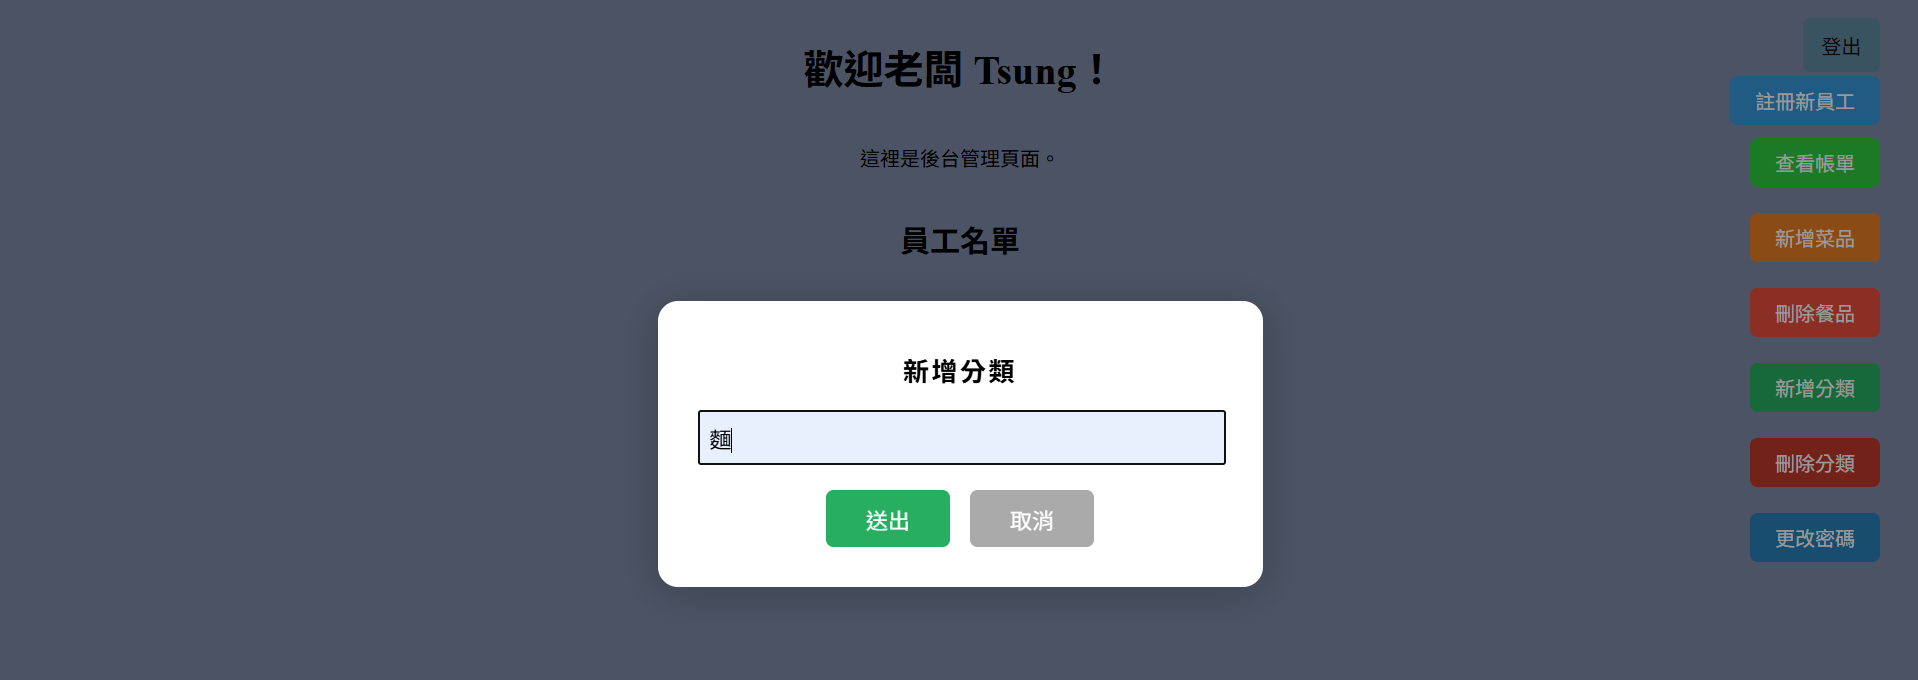 歡迎老闆 Tsung！
這裡是後台管理頁面。
員工名單
新增分類
麵
送出
取消
登出
註冊新員工
查看帳單
新增菜品
刪除餐品
新增分類
刪除分類
更改密碼